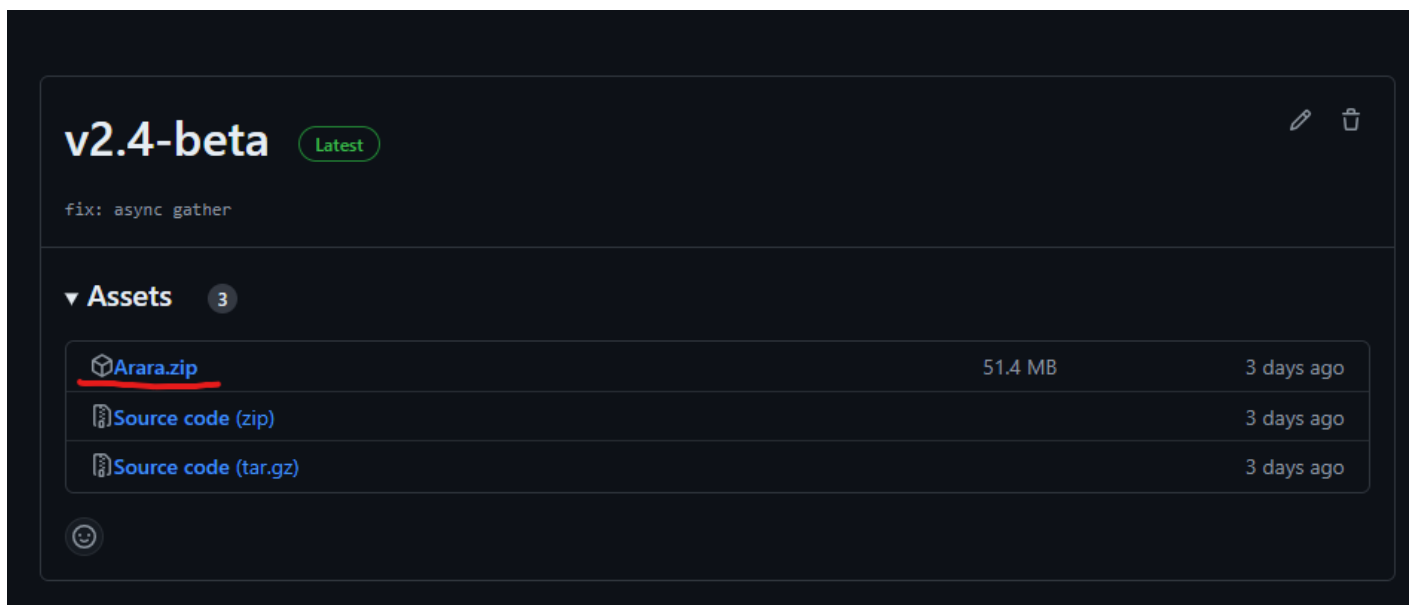 v2.4-beta Latest
fix: async gather
Assets 3
Arara.zip 51.4 MB 3 days ago
Source code (zip) 3 days ago
Source code (tar.gz) 3 days ago